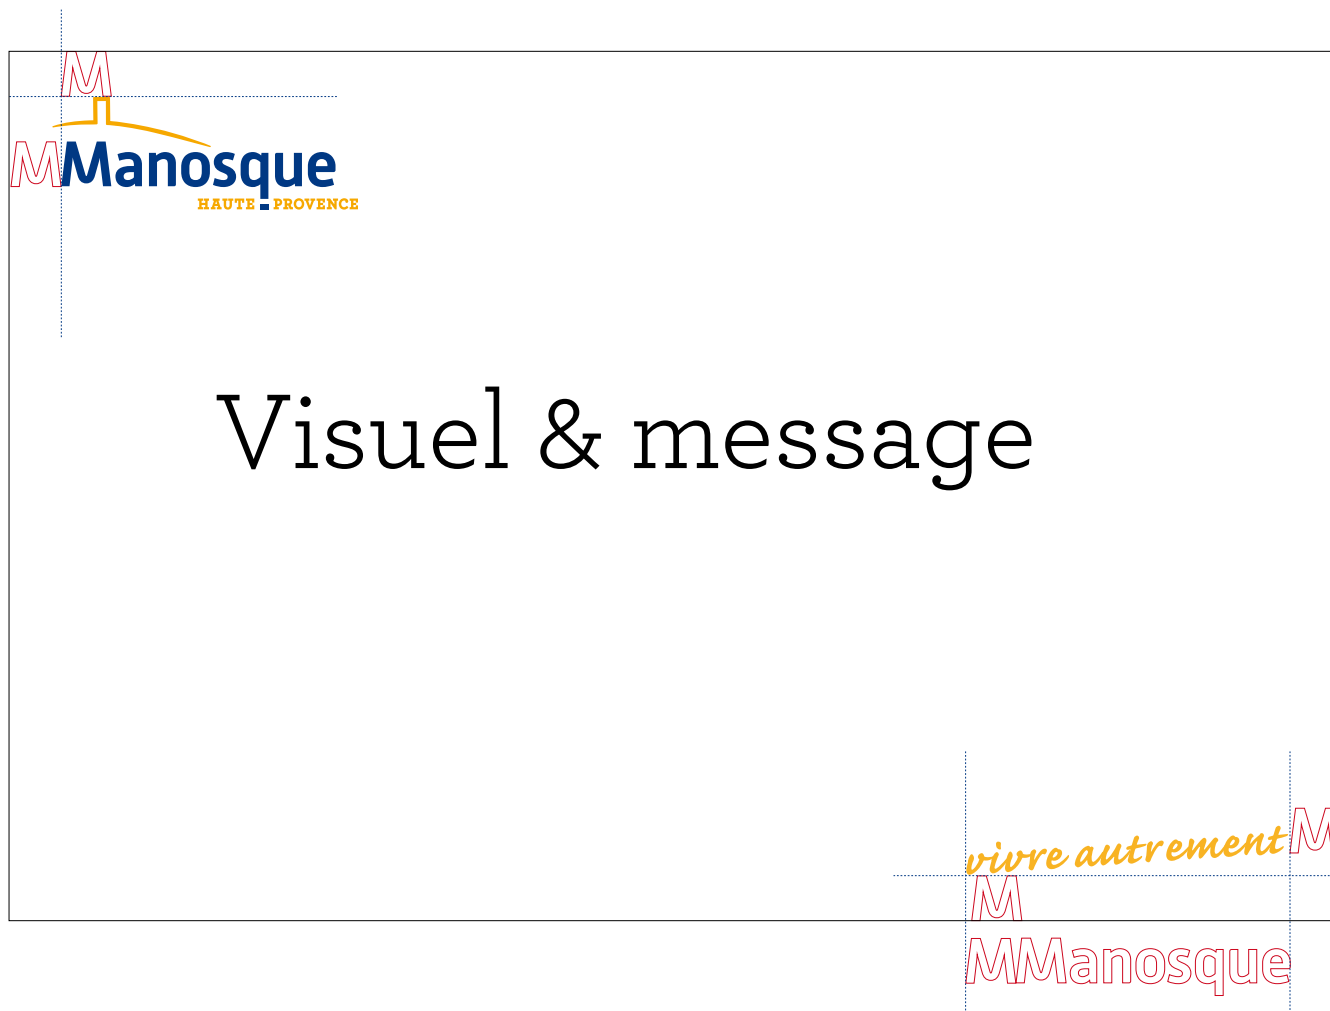 M
MManosque
HAUTE-PROVENCE
Visuel & message
M
vivre autrement
M
MManosque